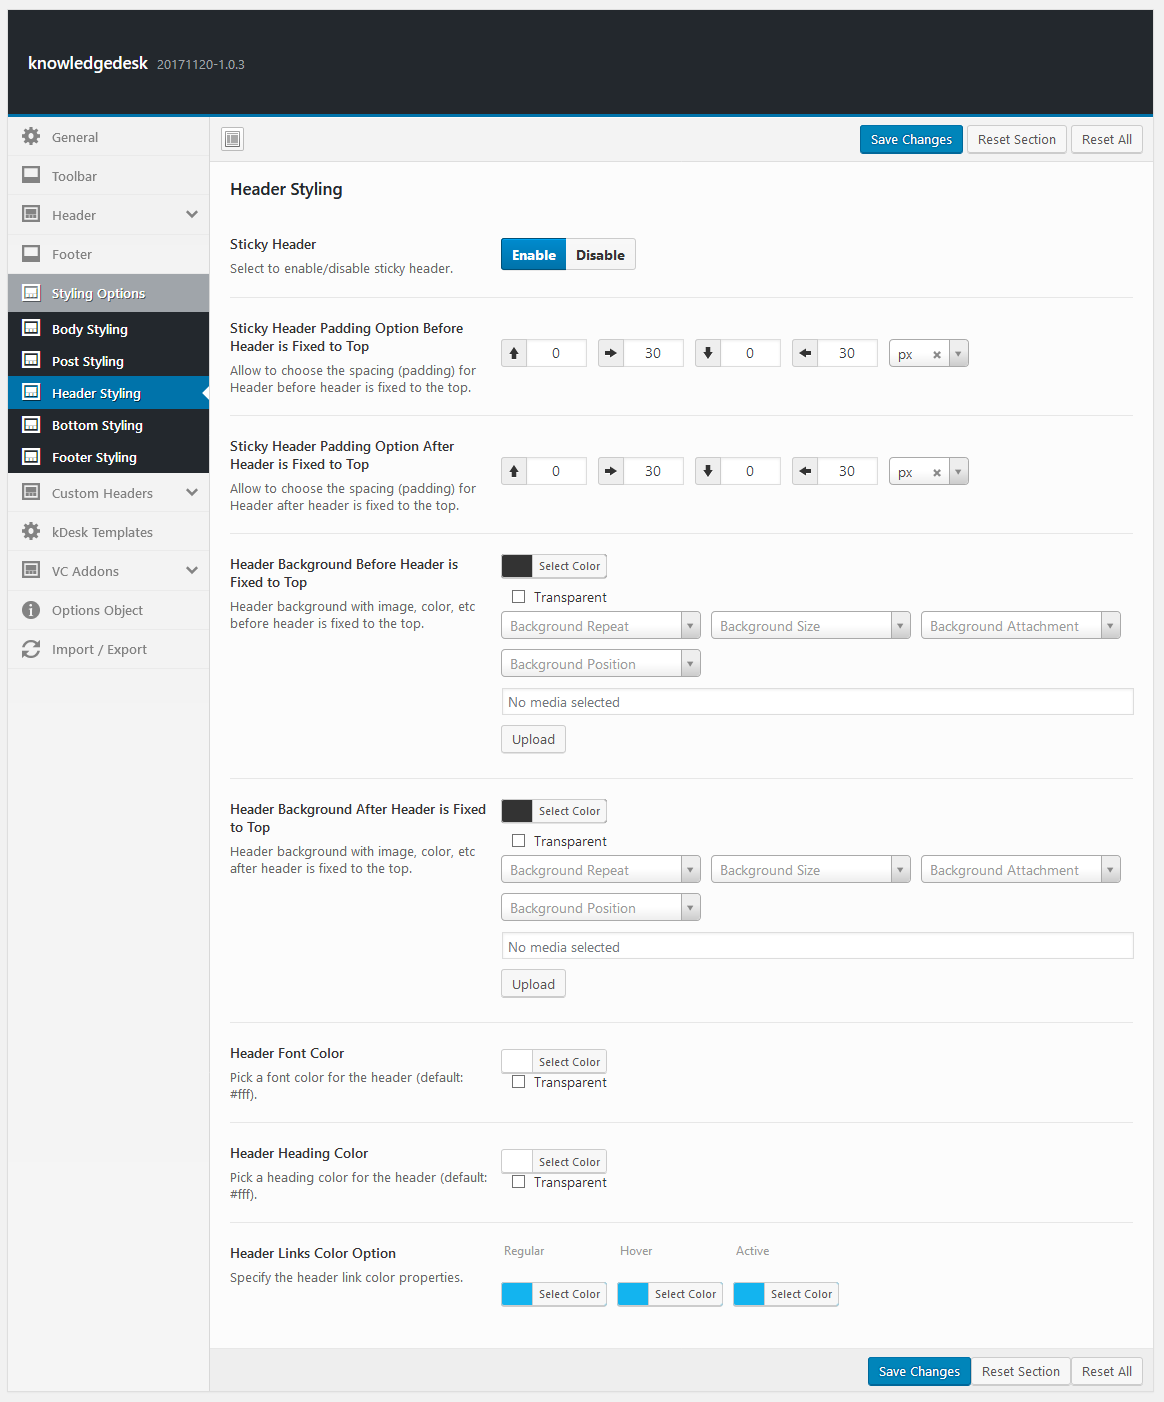 knowledgedesk 20171120-1.0.3
General
Toolbar
Header
Footer
Styling Options
Body Styling
Post Styling
Header Styling
Bottom Styling
Footer Styling
Custom Headers
kDesk Templates
VC Addons
Options Object
Import / Export
Save Changes Reset Section Reset All
Header Styling
Sticky Header
Select to enable/disable sticky header.
Enable Disable
Sticky Header Padding Option Before
Header is Fixed to Top
Allow to choose the spacing (padding) for
Header before header is fixed to the top.
0 30 0 30 px
Sticky Header Padding Option After
Header is Fixed to Top
Allow to choose the spacing (padding) for
Header after header is fixed to the top.
0 30 0 30 px
Header Background Before Header is
Fixed to Top
Header background with image, color, etc
before header is fixed to the top.
Select Color
Transparent
Background Repeat Background Size Background Attachment
Background Position
No media selected
Upload
Header Background After Header is Fixed
to Top
Header background with image, color, etc
after header is fixed to the top.
Select Color
Transparent
Background Repeat Background Size Background Attachment
Background Position
No media selected
Upload
Header Font Color
Pick a font color for the header (default:
#fff).
Select Color
Transparent
Header Heading Color
Pick a heading color for the header (default:
#fff).
Select Color
Transparent
Header Links Color Option
Specify the header link color properties.
Regular Hover Active
Select Color Select Color Select Color
Save Changes Reset Section Reset All